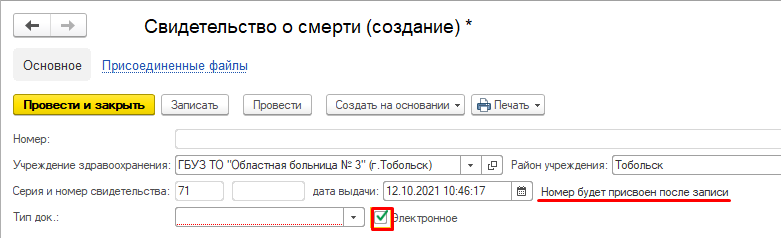 Свидетельство о смерти (создание) *
Основное Присоединенные файлы
Провести и закрыть Записать Провести Создать на основании Печать
Номер:
Учреждение здравоохранения: ГБУЗ ТО "Областная больница № 3" (г.Тобольск) Район учреждения: Тобольск
Серия и номер свидетельства: 71 дата выдачи: 12.10.2021 10:46:17 Номер будет присвоен после записи
Тип док.: Электронное